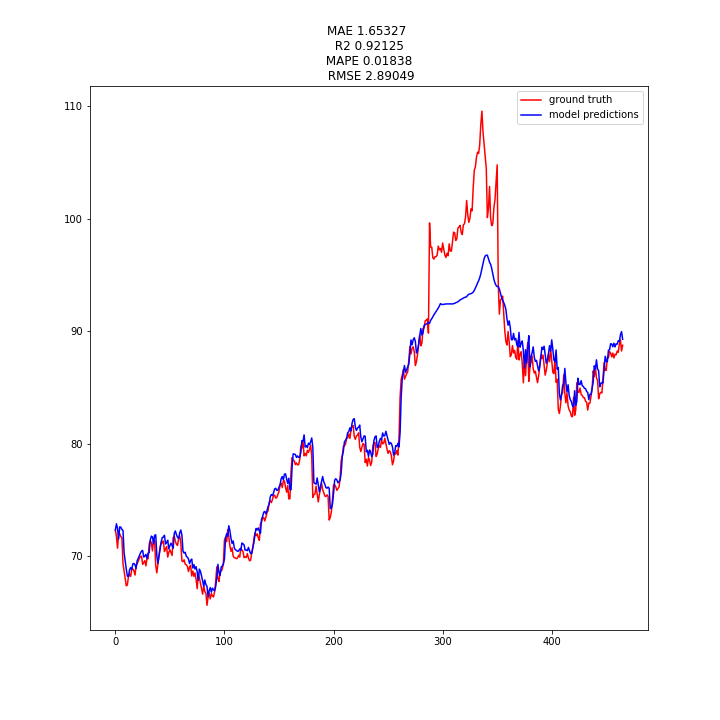 MAE 1.65327
R2 0.92125
MAPE 0.01838
RMSE 2.89049
ground truth
model predictions
110
100
90
80
70
0 100 200 300 400